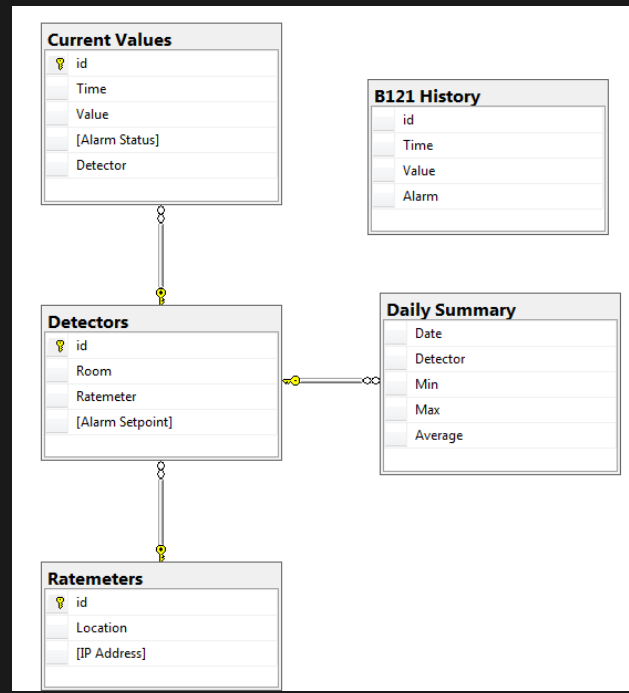 Current Values
id
Time
Value
[Alarm Status]
Detector
B121 History
id
Time
Value
Alarm
Detectors
id
Room
Ratemeter
[Alarm Setpoint]
Daily Summary
Date
Detector
Min
Max
Average
Ratemeters
id
Location
[IP Address]